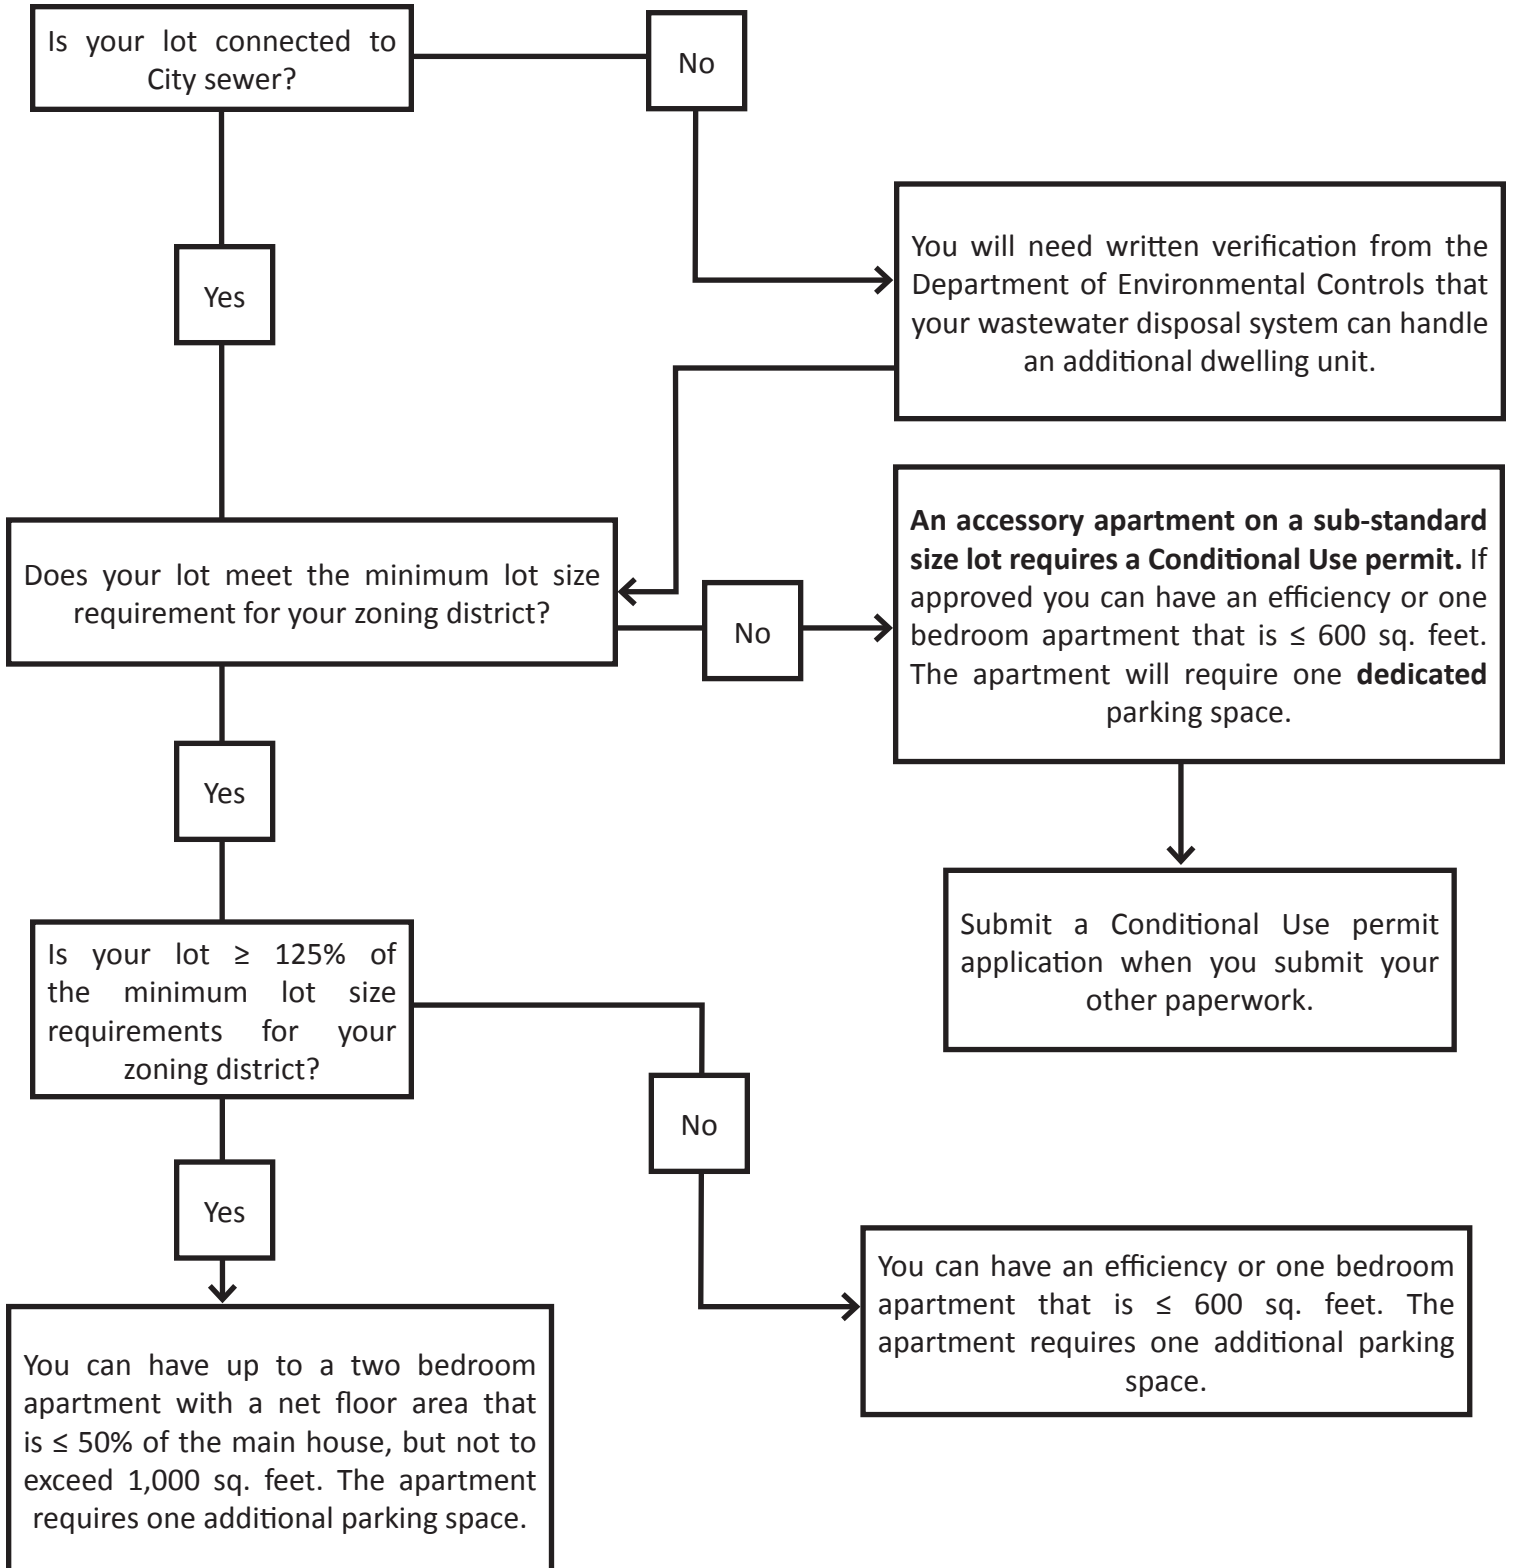 Is your lot connected to
City sewer?
No
Yes
You will need written verification from the
Department of Environmental Controls that
your wastewater disposal system can handle
an additional dwelling unit.
Does your lot meet the minimum lot size
requirement for your zoning district?
No
An accessory apartment on a sub-standard
size lot requires a Conditional Use permit. If
approved you can have an efficiency or one
bedroom apartment that is ≤ 600 sq. feet.
The apartment will require one dedicated
parking space.
Yes
Submit a Conditional Use permit
application when you submit your
other paperwork.
Is your lot ≥ 125% of
the minimum lot size
requirements for your
zoning district?
No
Yes
You can have an efficiency or one bedroom
apartment that is ≤ 600 sq. feet. The
apartment requires one additional parking
space.
You can have up to a two bedroom
apartment with a net floor area that
is ≤ 50% of the main house, but not to
exceed 1,000 sq. feet. The apartment
requires one additional parking space.